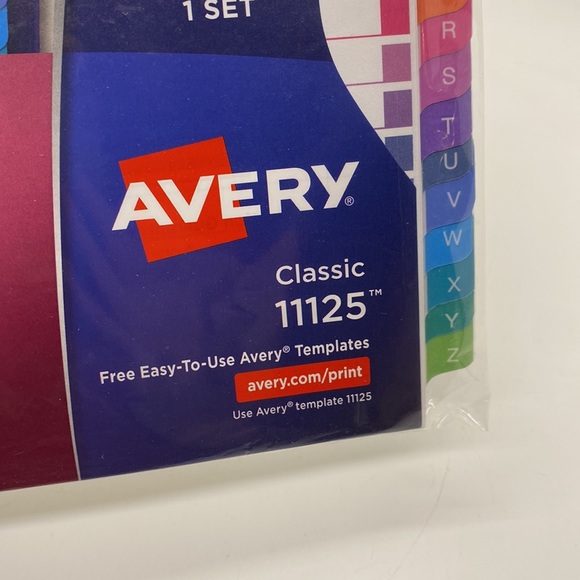 1 SET
AVERY®
Classic
11125™
Free Easy-To-Use Avery® Templates
avery.com/print
Use Avery® template 11125
R
S
T
U
V
W
X
Y
Z